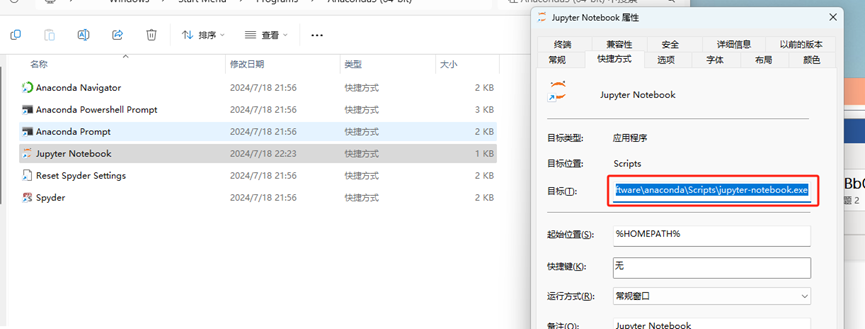 Windows > Start Menu > Programs > Anaconda3 (64-bit)
排序 查看 ...
名称 修改日期 类型 大小
Anaconda Navigator 2024/7/18 21:56 快捷方式 2 KB
Anaconda Powershell Prompt 2024/7/18 21:56 快捷方式 3 KB
Anaconda Prompt 2024/7/18 21:56 快捷方式 2 KB
Jupyter Notebook 2024/7/18 22:23 快捷方式 1 KB
Reset Spyder Settings 2024/7/18 21:56 快捷方式 2 KB
Spyder 2024/7/18 21:56 快捷方式 2 KB
Jupyter Notebook 属性
终端 兼容性 安全 详细信息 以前的版本
常规 快捷方式 选项 字体 布局 颜色
Jupyter Notebook
目标类型: 应用程序
目标位置: Scripts
目标(T): ftware\anaconda\Scripts\jupyter-notebook.exe
起始位置(S): %HOMEPATH%
快捷键(K): 无
运行方式(R): 常规窗口
备注(O): Jupyter Notebook
BbC
题 2